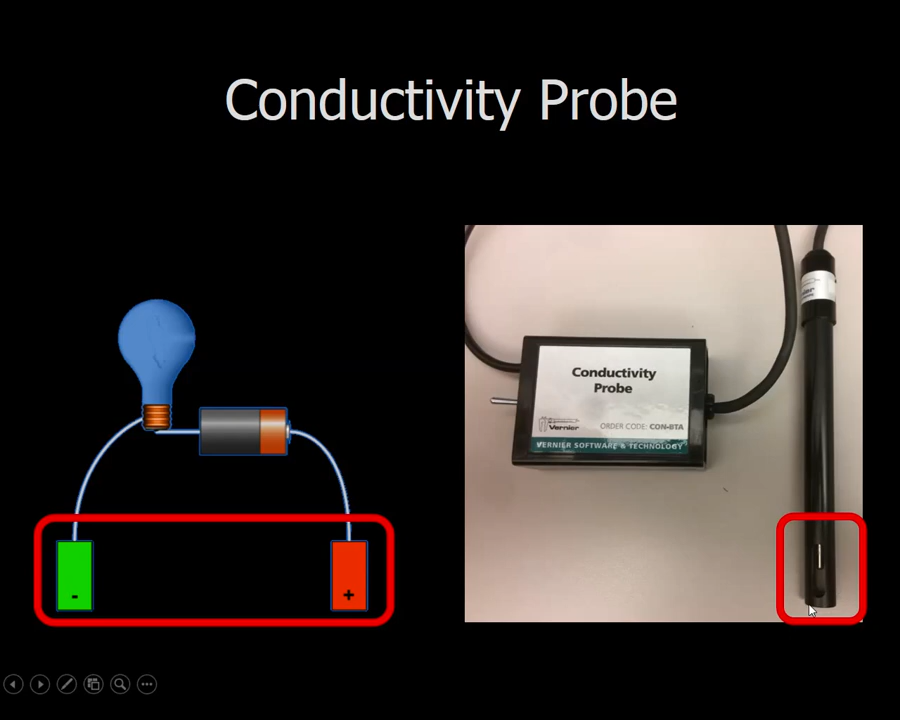 Conductivity Probe
Conductivity
Probe
Vernier
ORDER CODE: CON-BTA
VERNIER SOFTWARE & TECHNOLOGY
-
+